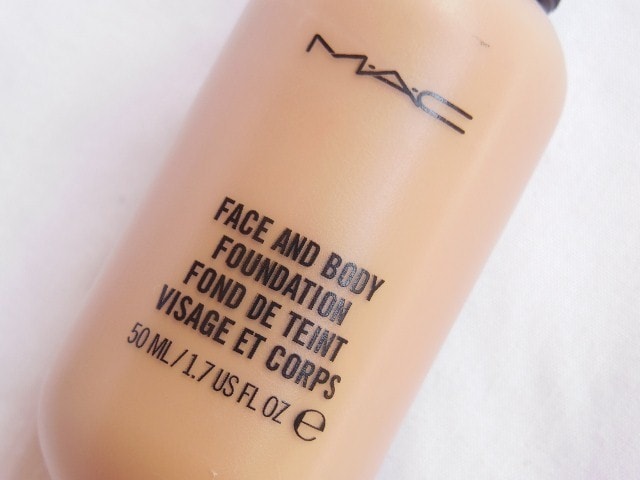 M·A·C
FACE AND BODY
FOUNDATION
FOND DE TEINT
VISAGE ET CORPS
50 ML / 1.7 US FL OZ ℮